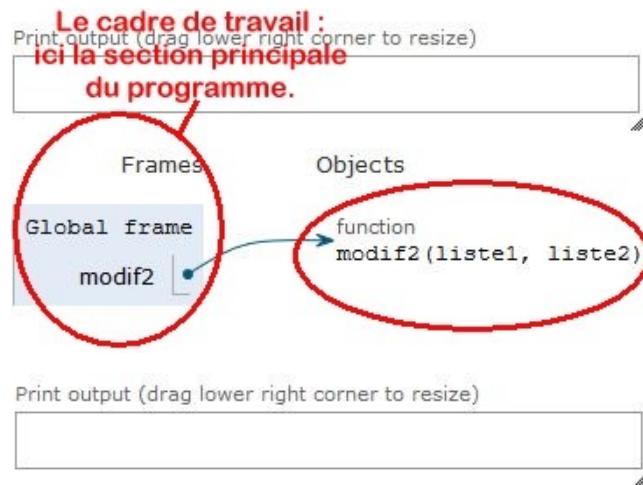 Le cadre de travail :
Print output (drag lower right corner to resize)
ici la section principale
du programme.
Frames
Objects
Global frame
modif2
function
modif2(liste1, liste2)
Print output (drag lower right corner to resize)